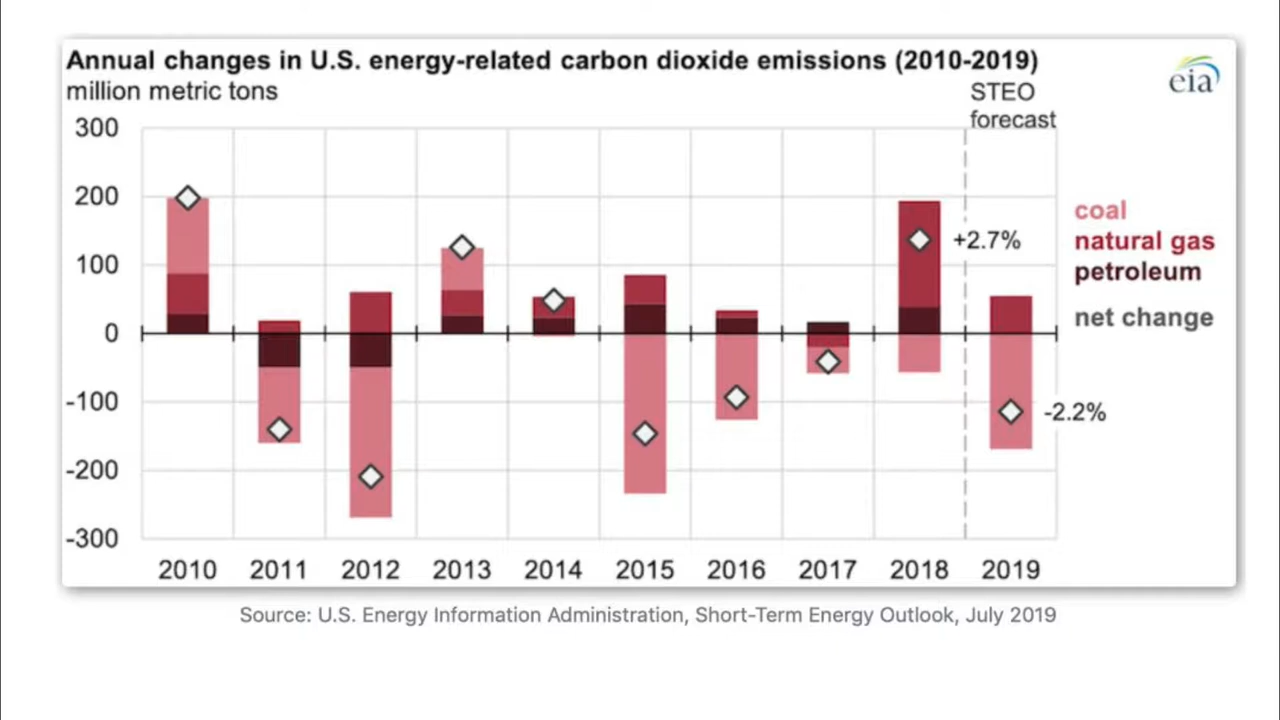 Annual changes in U.S. energy-related carbon dioxide emissions (2010-2019)
million metric tons
eia
STEO
forecast
300
200
100
0
-100
-200
-300
+2.7%
-2.2%
coal
natural gas
petroleum
net change
2010 2011 2012 2013 2014 2015 2016 2017 2018 2019
Source: U.S. Energy Information Administration, Short-Term Energy Outlook, July 2019